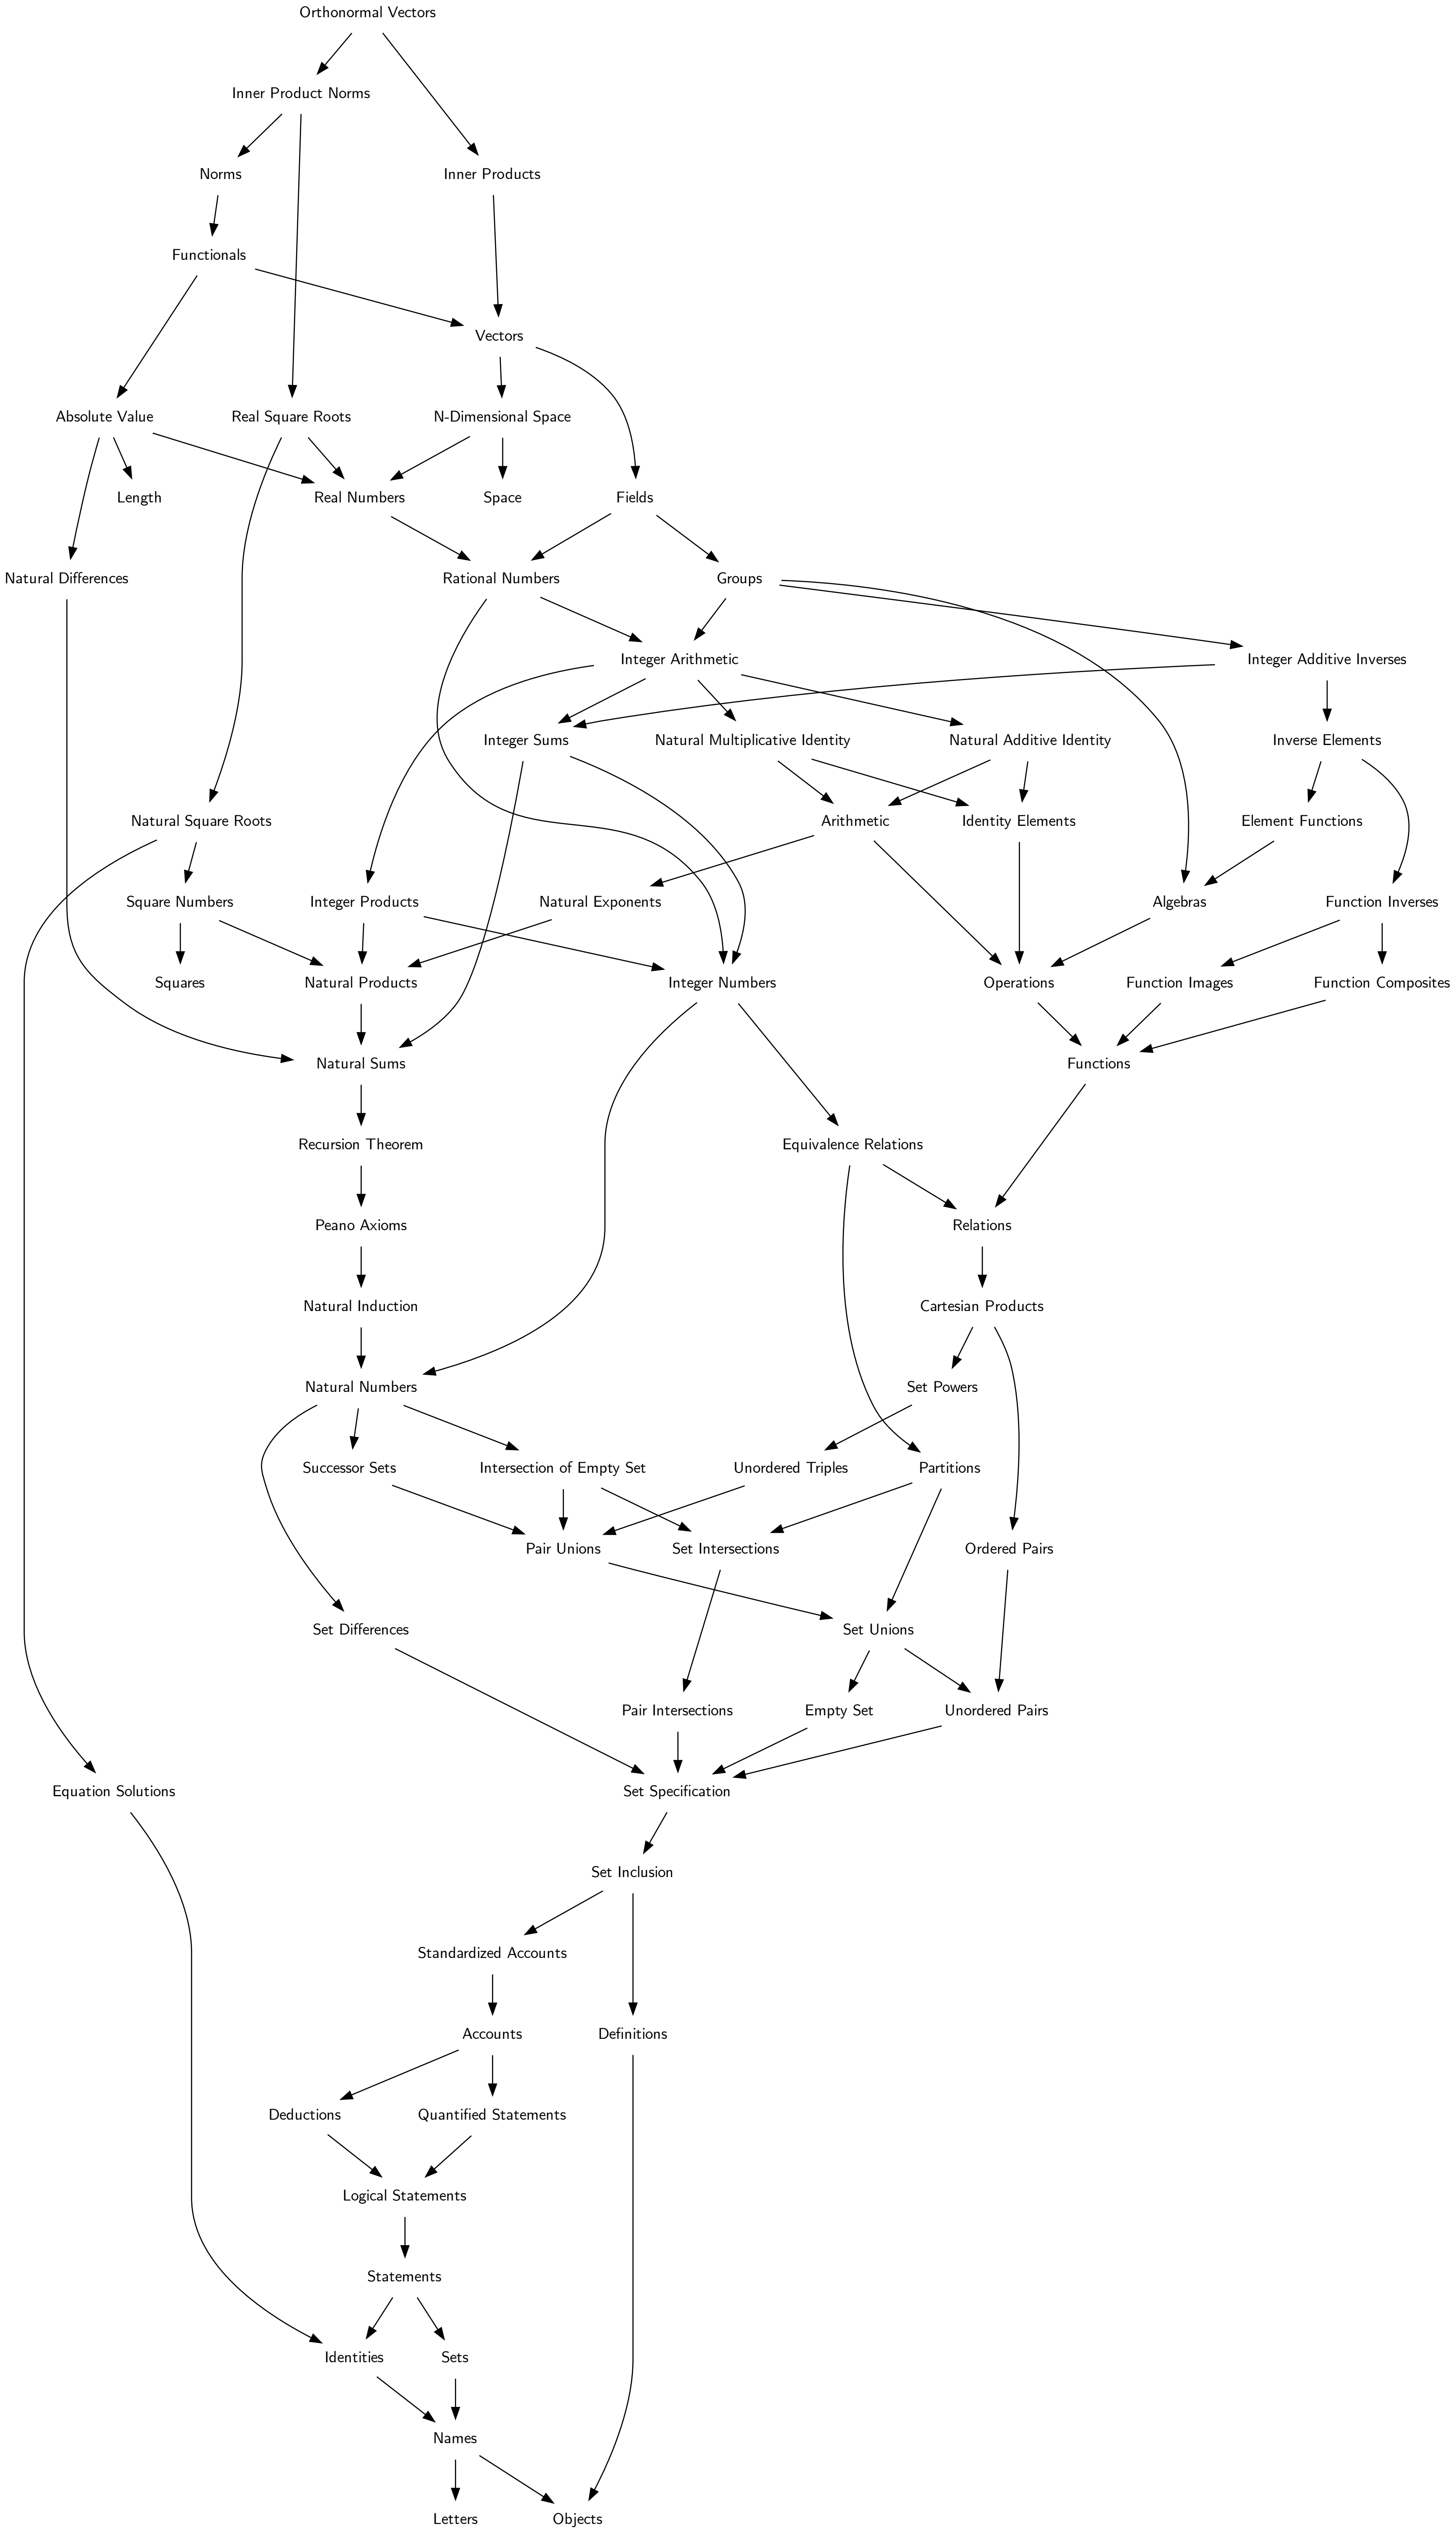 Orthonormal Vectors
Inner Product Norms
Norms
Inner Products
Functionals
Vectors
Absolute Value
Real Square Roots
N-Dimensional Space
Length
Real Numbers
Space
Fields
Natural Differences
Rational Numbers
Groups
Integer Arithmetic
Integer Additive Inverses
Integer Sums
Natural Multiplicative Identity
Natural Additive Identity
Inverse Elements
Natural Square Roots
Arithmetic
Identity Elements
Element Functions
Square Numbers
Integer Products
Natural Exponents
Algebras
Function Inverses
Squares
Natural Products
Integer Numbers
Operations
Function Images
Function Composites
Natural Sums
Functions
Recursion Theorem
Equivalence Relations
Peano Axioms
Relations
Natural Induction
Cartesian Products
Natural Numbers
Set Powers
Successor Sets
Intersection of Empty Set
Unordered Triples
Partitions
Pair Unions
Set Intersections
Ordered Pairs
Set Differences
Set Unions
Pair Intersections
Empty Set
Unordered Pairs
Equation Solutions
Set Specification
Set Inclusion
Standardized Accounts
Accounts
Definitions
Deductions
Quantified Statements
Logical Statements
Statements
Identities
Sets
Names
Letters
Objects